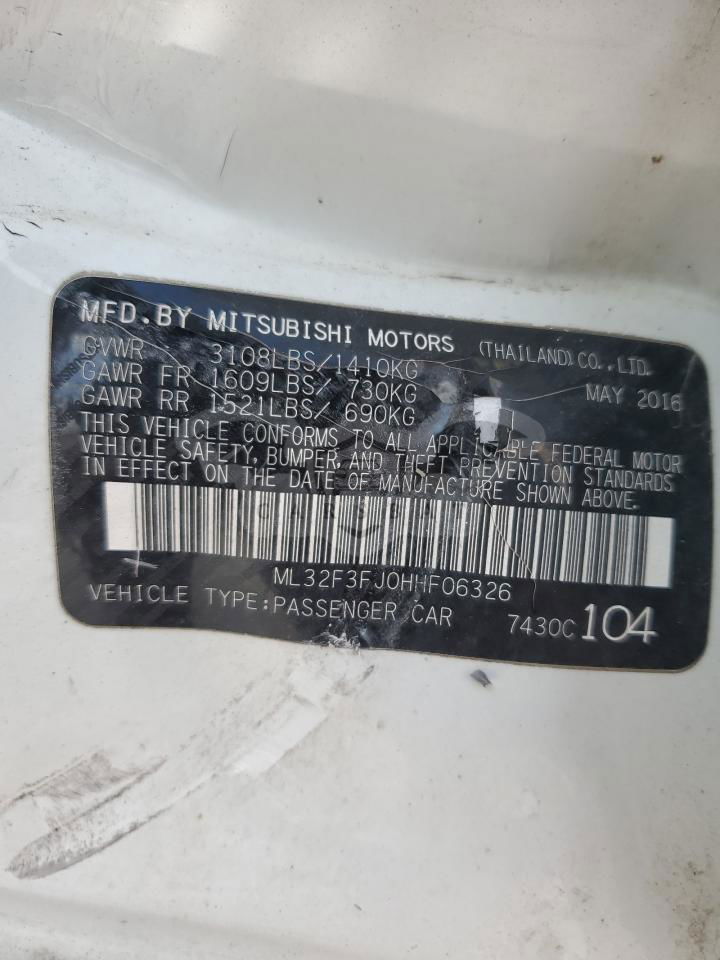 MFD.BY MITSUBISHI MOTORS (THAILAND) CO.,LTD.
GVWR 3108LBS/1410KG MAY 2016
GAWR FR 1609LBS/ 730KG
GAWR RR 1521LBS/ 690KG
THIS VEHICLE CONFORMS TO ALL APPLICABLE FEDERAL MOTOR
VEHICLE SAFETY, BUMPER, AND THEFT PREVENTION STANDARDS
IN EFFECT ON THE DATE OF MANUFACTURE SHOWN ABOVE.
ML32F3FJ0HHF06326
VEHICLE TYPE:PASSENGER CAR 7430C 104